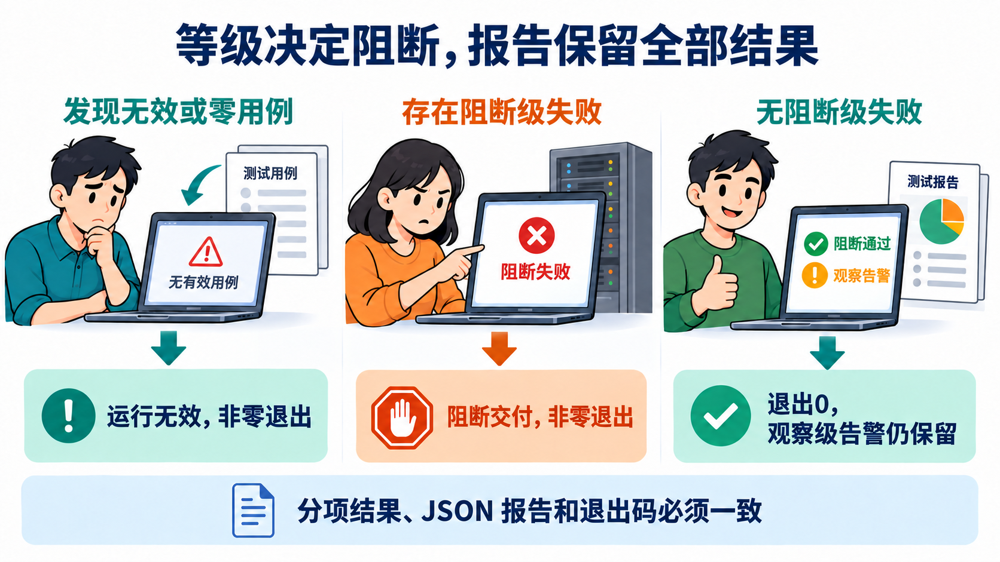 等级决定阻断，报告保留全部结果
发现无效或零用例
测试用例
无有效用例
运行无效，非零退出
存在阻断级失败
阻断失败
阻断交付，非零退出
无阻断级失败
测试报告
阻断通过
观察告警
退出0，
观察级告警仍保留
分项结果、JSON 报告和退出码必须一致